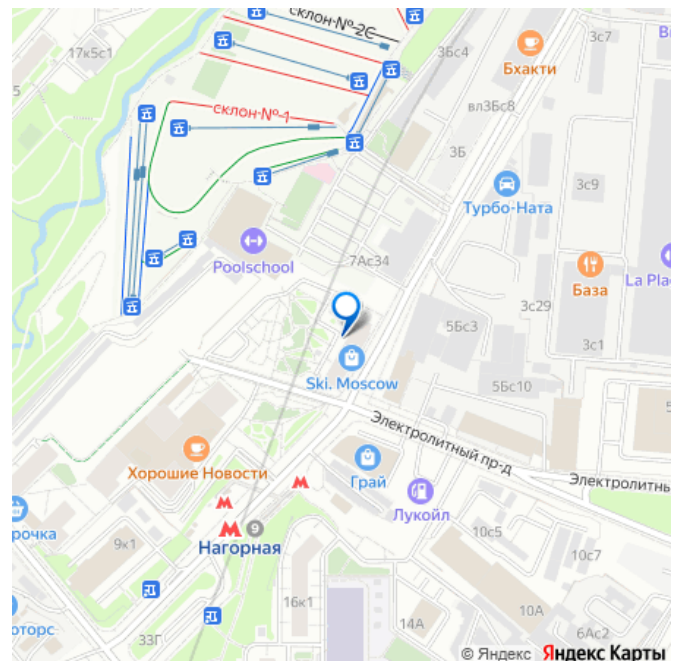 17к5с1
склон №2С
3Бс4
Бхакти
3с7
вл3Бс8
склон №1
3Б
3с9
Турбо-Ната
Poolschool
7Ас34
База
La Pla
3с29
5Бс3
3с1
Ski. Moscow
5Бс10
Электролитный пр-д
Хорошие Новости
Грай
Электролитны
Лукойл
рочка
9к1
9
Нагорная
10с5
10с7
16к1
10А
оторс
33Г
14А
6Ас2
© Яндекс Яндекс Карты